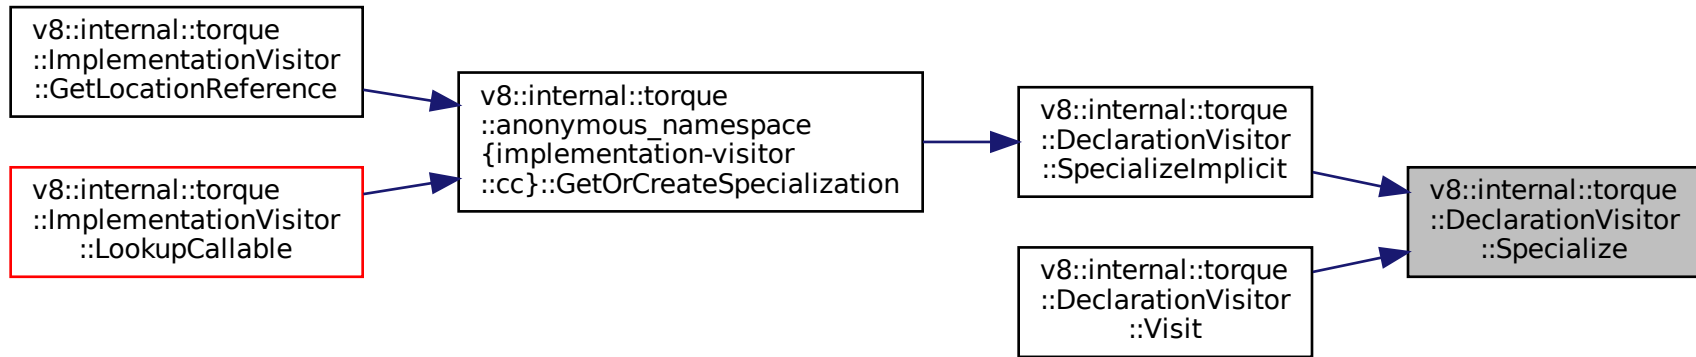 v8::internal::torque
::ImplementationVisitor
::GetLocationReference
v8::internal::torque
::ImplementationVisitor
::LookupCallable
v8::internal::torque
::anonymous_namespace
{implementation-visitor
::cc}::GetOrCreateSpecialization
v8::internal::torque
::DeclarationVisitor
::SpecializeImplicit
v8::internal::torque
::DeclarationVisitor
::Visit
v8::internal::torque
::DeclarationVisitor
::Specialize